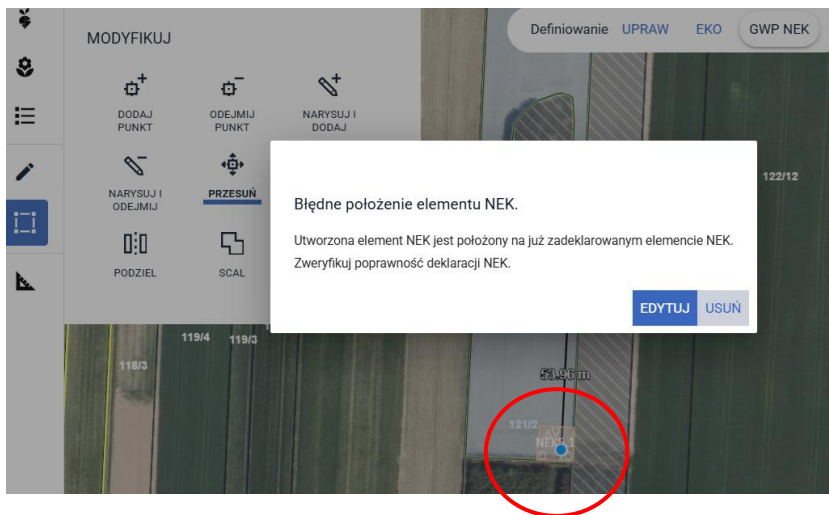 MODYFIKUJ
Definiowanie UPRAW EKO GWP NEK
DODAJ
PUNKT
ODEJMIJ
PUNKT
NARYSUJ I
DODAJ
NARYSUJ I
ODEJMIJ
PRZESUŃ
PODZIEL
SCAL
Błędne położenie elementu NEK.
Utworzona element NEK jest położony na już zadeklarowanym elemencie NEK.
Zweryfikuj poprawność deklaracji NEK.
EDYTUJ USUŃ
122/12
119/4 119/3
118/3
53.96 m
121/2